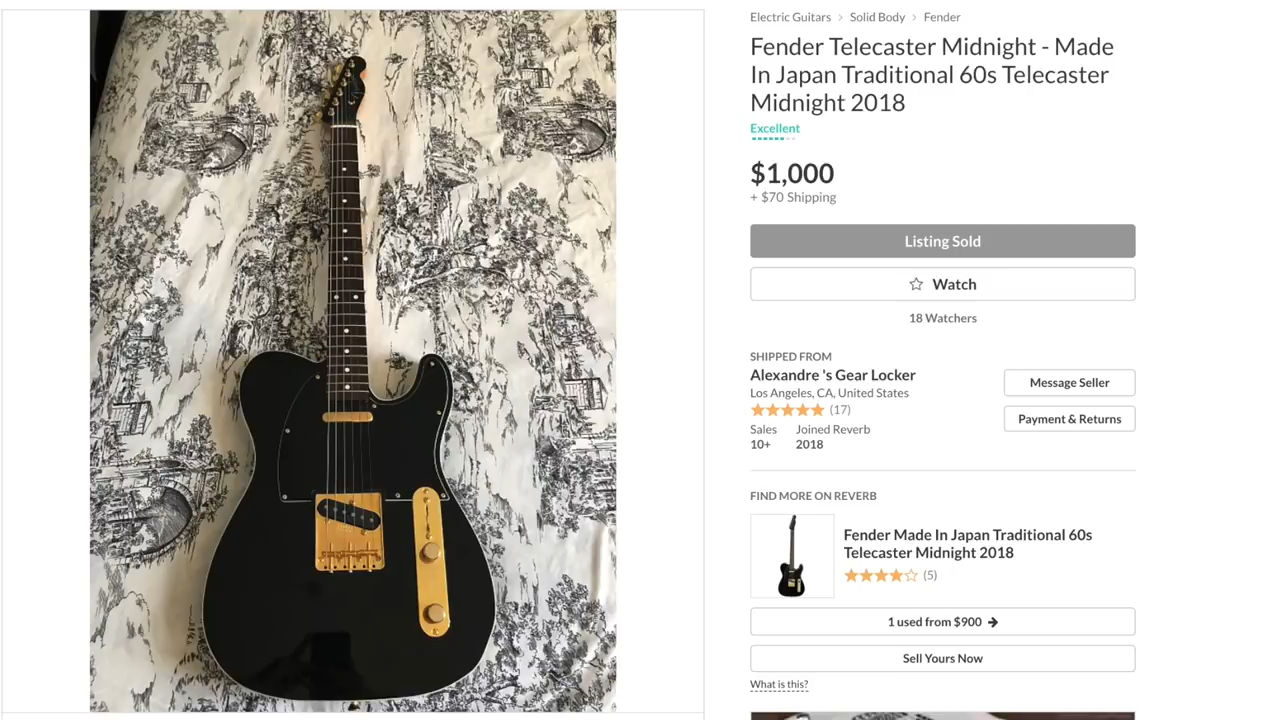 Electric Guitars > Solid Body > Fender
Fender Telecaster Midnight - Made
In Japan Traditional 60s Telecaster
Midnight 2018
Excellent
$1,000
+ $70 Shipping
Listing Sold
Watch
18 Watchers
SHIPPED FROM
Alexandre 's Gear Locker
Los Angeles, CA, United States
(17)
Sales Joined Reverb
10+ 2018
Message Seller
Payment & Returns
FIND MORE ON REVERB
Fender Made In Japan Traditional 60s
Telecaster Midnight 2018
(5)
1 used from $900 →
Sell Yours Now
What is this?